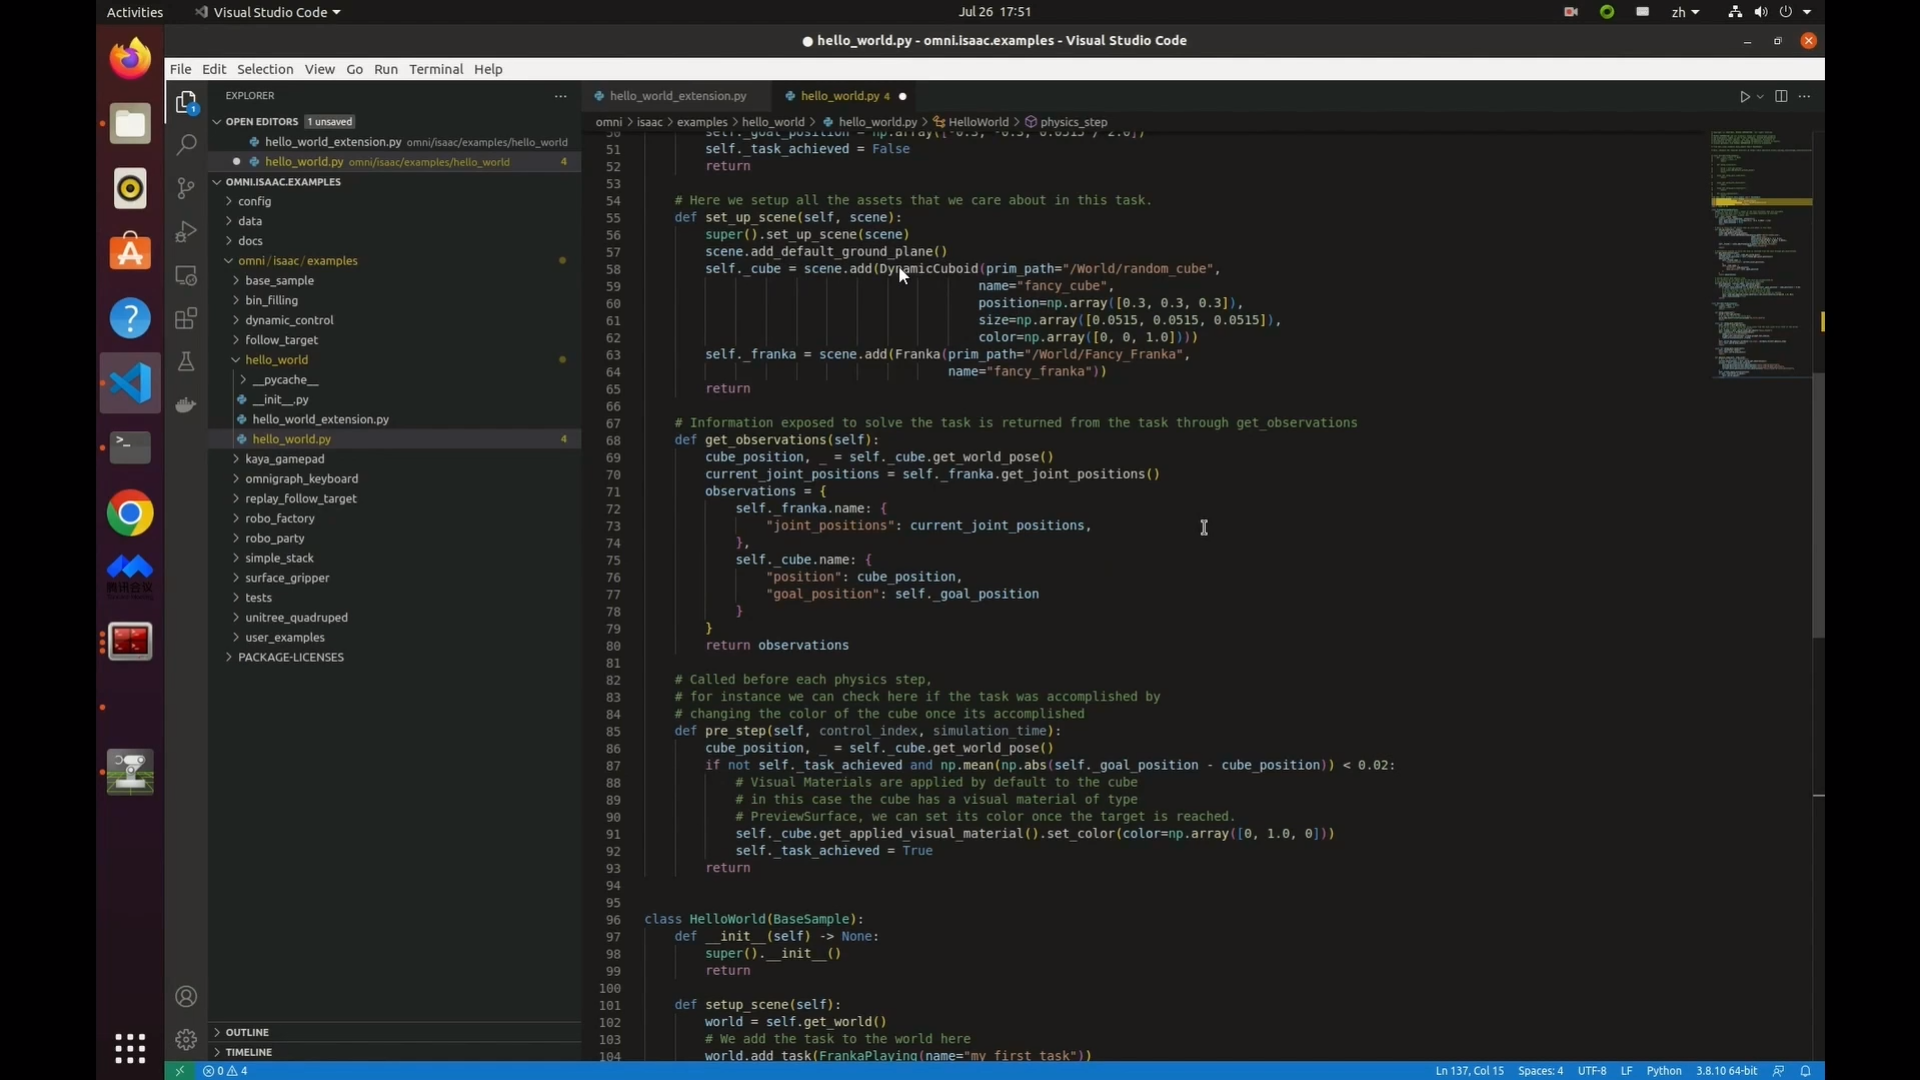 Activities
Visual Studio Code
Jul 26 17:51
zh
hello_world.py - omni.isaac.examples - Visual Studio Code
File Edit Selection View Go Run Terminal Help
EXPLORER
OPEN EDITORS 1 unsaved
hello_world_extension.py omni/isaac/examples/hello_world
hello_world.py omni/isaac/examples/hello_world 4
OMNI.ISAAC.EXAMPLES
config
data
docs
omni / isaac / examples
base_sample
bin_filling
dynamic_control
follow_target
hello_world
__pycache__
__init__.py
hello_world_extension.py
hello_world.py 4
kaya_gamepad
omnigraph_keyboard
replay_follow_target
robo_factory
robo_party
simple_stack
surface_gripper
tests
unitree_quadruped
user_examples
PACKAGE-LICENSES
OUTLINE
TIMELINE
腾讯会议
1
hello_world_extension.py
hello_world.py 4
omni > isaac > examples > hello_world > hello_world.py > HelloWorld > physics_step
50 self._goal_position = np.array([-0.3, -0.3, 0.0515 / 2.0])
51 self._task_achieved = False
52 return
53
54 # Here we setup all the assets that we care about in this task.
55 def set_up_scene(self, scene):
56 super().set_up_scene(scene)
57 scene.add_default_ground_plane()
58 self._cube = scene.add(DynamicCuboid(prim_path="/World/random_cube",
59 name="fancy_cube",
60 position=np.array([0.3, 0.3, 0.3]),
61 size=np.array([0.0515, 0.0515, 0.0515]),
62 color=np.array([0, 0, 1.0])))
63 self._franka = scene.add(Franka(prim_path="/World/Fancy_Franka",
64 name="fancy_franka"))
65 return
66
67 # Information exposed to solve the task is returned from the task through get_observations
68 def get_observations(self):
69 cube_position, _ = self._cube.get_world_pose()
70 current_joint_positions = self._franka.get_joint_positions()
71 observations = {
72 self._franka.name: {
73 "joint_positions": current_joint_positions,
74 },
75 self._cube.name: {
76 "position": cube_position,
77 "goal_position": self._goal_position
78 }
79 }
80 return observations
81
82 # Called before each physics step,
83 # for instance we can check here if the task was accomplished by
84 # changing the color of the cube once its accomplished
85 def pre_step(self, control_index, simulation_time):
86 cube_position, _ = self._cube.get_world_pose()
87 if not self._task_achieved and np.mean(np.abs(self._goal_position - cube_position)) < 0.02:
88 # Visual Materials are applied by default to the cube
89 # in this case the cube has a visual material of type
90 # PreviewSurface, we can set its color once the target is reached.
91 self._cube.get_applied_visual_material().set_color(color=np.array([0, 1.0, 0]))
92 self._task_achieved = True
93 return
94
95
96 class HelloWorld(BaseSample):
97 def __init__(self) -> None:
98 super().__init__()
99 return
100
101 def setup_scene(self):
102 world = self.get_world()
103 # We add the task to the world here
104 world.add_task(FrankaPlaying(name="my_first_task"))
0 4
Ln 137, Col 15 Spaces: 4 UTF-8 LF Python 3.8.10 64-bit